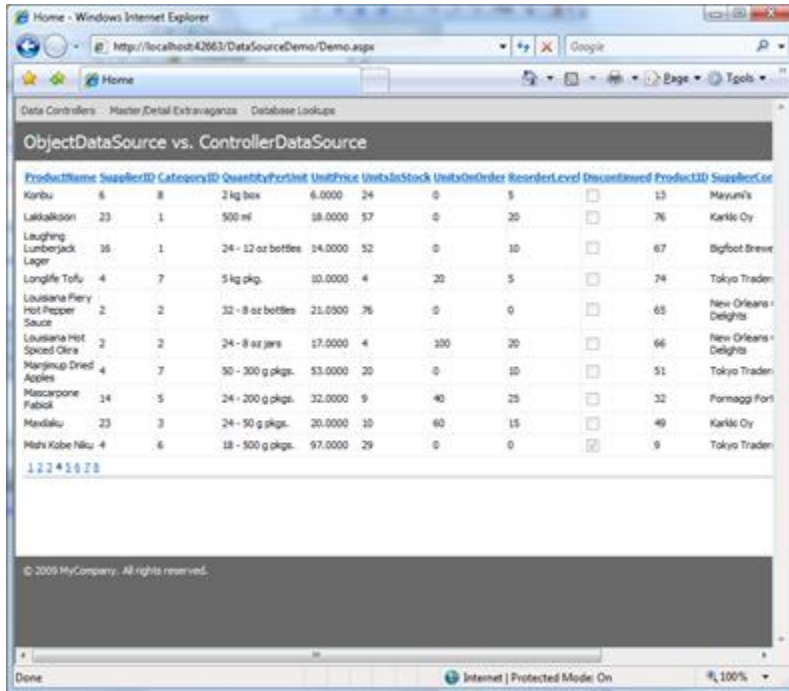 Home - Windows Internet Explorer
http://localhost:42663/DataSourceDemo/Demo.aspx
Google
Home
Page
Tools
Data Controllers Master/Detail Extravaganza Database Lookups
ObjectDataSource vs. ControllerDataSource
ProductName SupplierID CategoryID QuantityPerUnit UnitPrice UnitsInStock UnitsOnOrder ReorderLevel Discontinued ProductID SupplierCo
Konbu 6 8 2 kg box 6.0000 24 0 5 13 Mayumi's
Lakkalikööri 23 1 500 ml 18.0000 57 0 20 76 Karkki Oy
Laughing
Lumberjack 16 1 24 - 12 oz bottles 14.0000 52 0 10 67 Bigfoot Brewe
Lager
Longlife Tofu 4 7 5 kg pkg. 10.0000 4 20 5 74 Tokyo Trader
Louisiana Fiery
Hot Pepper 2 2 32 - 8 oz bottles 21.0500 76 0 0 65 New Orleans
Sauce Delights
Louisiana Hot
Spiced Okra 2 2 24 - 8 oz jars 17.0000 4 100 20 66 New Orleans
Delights
Manjimup Dried
Apples 4 7 50 - 300 g pkgs. 53.0000 20 0 10 51 Tokyo Trader
Mascarpone
Fabioli 14 5 24 - 200 g pkgs. 32.0000 9 40 25 32 Formaggi Fort
Maxilaku 23 3 24 - 50 g pkgs. 20.0000 10 60 15 49 Karkki Oy
Mishi Kobe Niku 4 6 18 - 500 g pkgs. 97.0000 29 0 0 9 Tokyo Trader
1 2 3 4 5 6 7 8
© 2009 MyCompany. All rights reserved.
Done
Internet | Protected Mode: On
100%